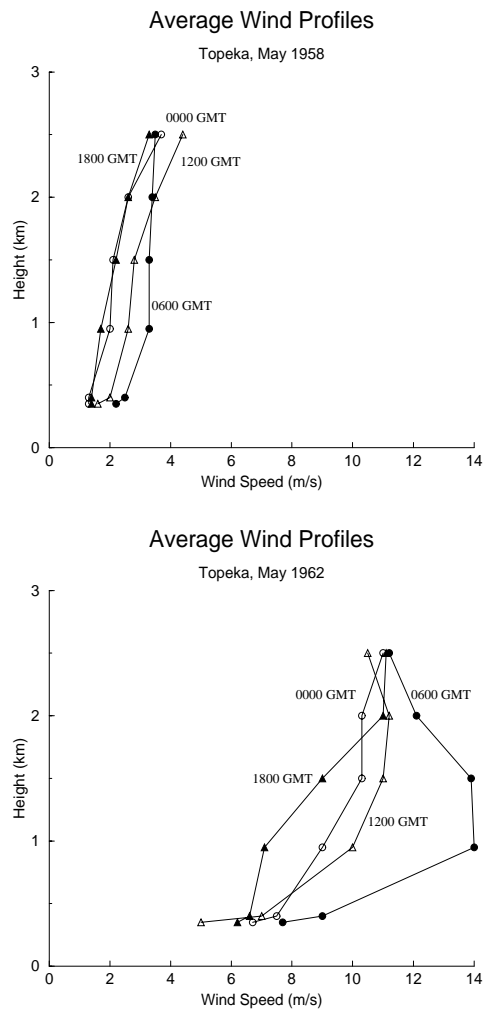 Average Wind Profiles
Topeka, May 1958
3
0000 GMT
1800 GMT
1200 GMT
2
Height (km)
0600 GMT
1
0
0 2 4 6 8 10 12 14
Wind Speed (m/s)
Average Wind Profiles
Topeka, May 1962
3
0000 GMT 0600 GMT
2
Height (km)
1800 GMT
1200 GMT
1
0
0 2 4 6 8 10 12 14
Wind Speed (m/s)